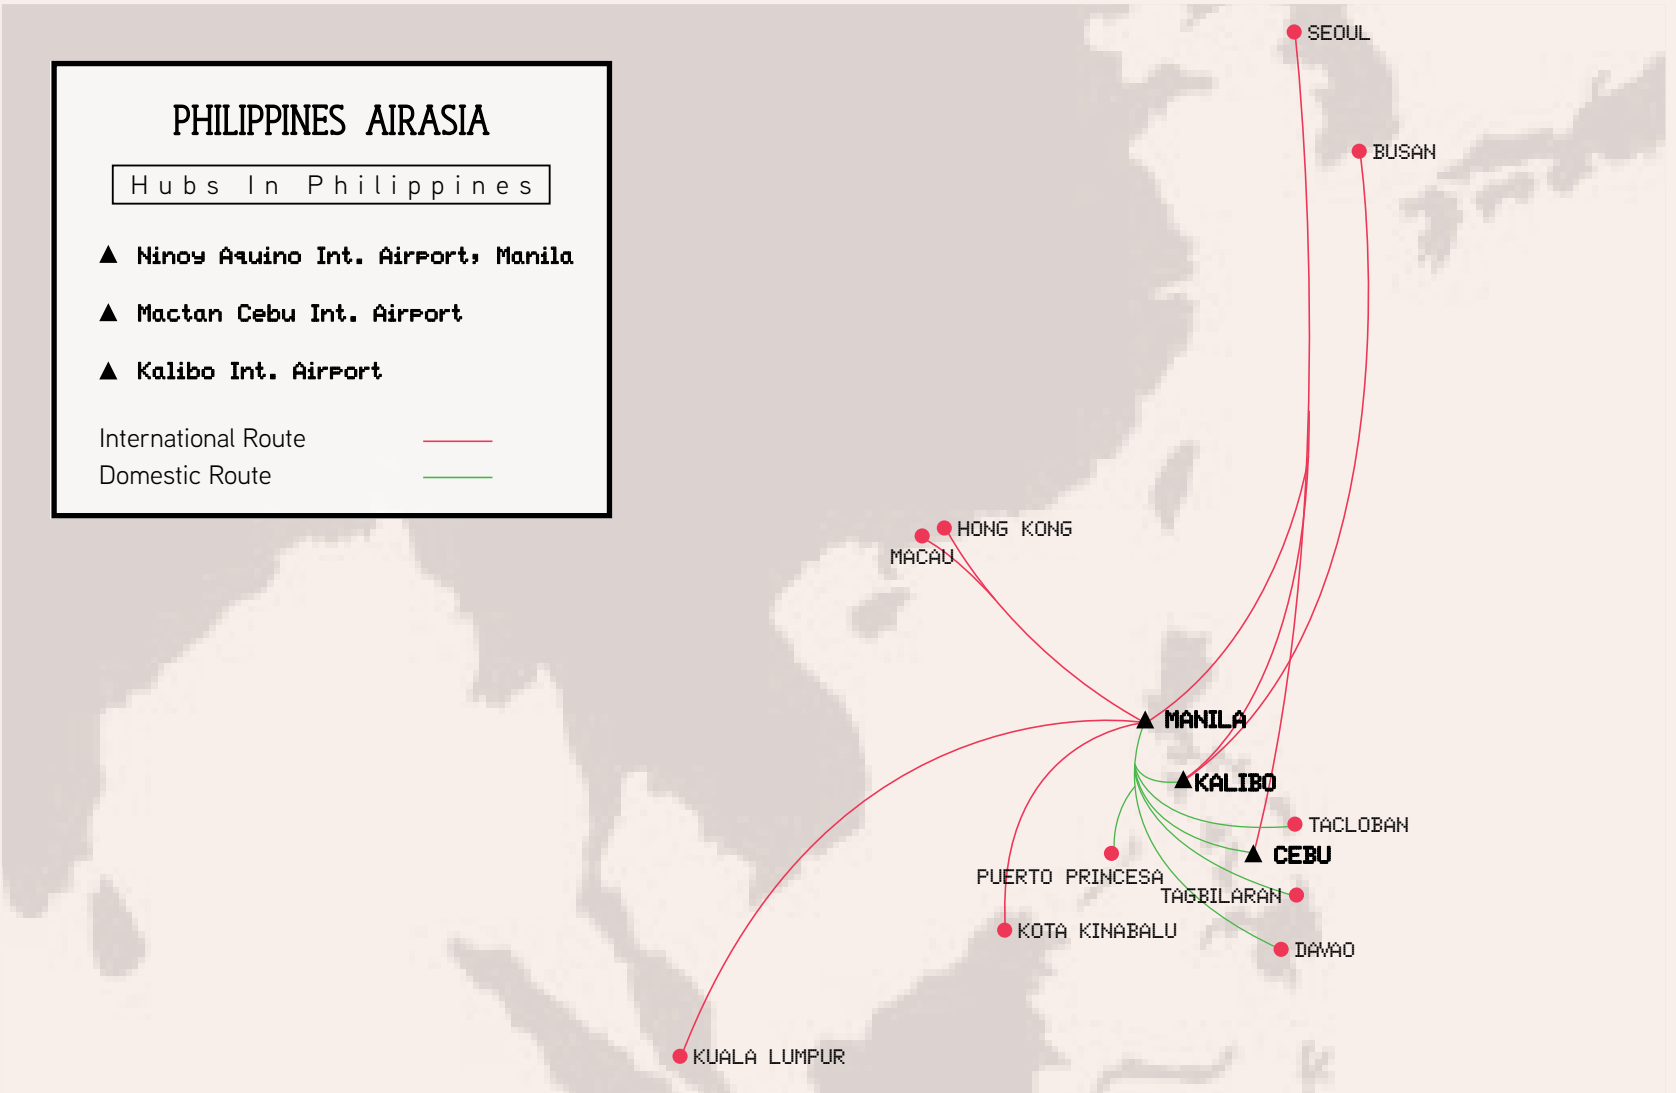 PHILIPPINES AIRASIA
Hubs In Philippines
Ninoy Aquino Int. Airport, Manila
Mactan Cebu Int. Airport
Kalibo Int. Airport
International Route
Domestic Route
SEOUL
BUSAN
HONG KONG
MACAU
MANILA
KALIBO
TACLOBAN
CEBU
PUERTO PRINCESA
TAGBILARAN
KOTA KINABALU
DAVAO
KUALA LUMPUR